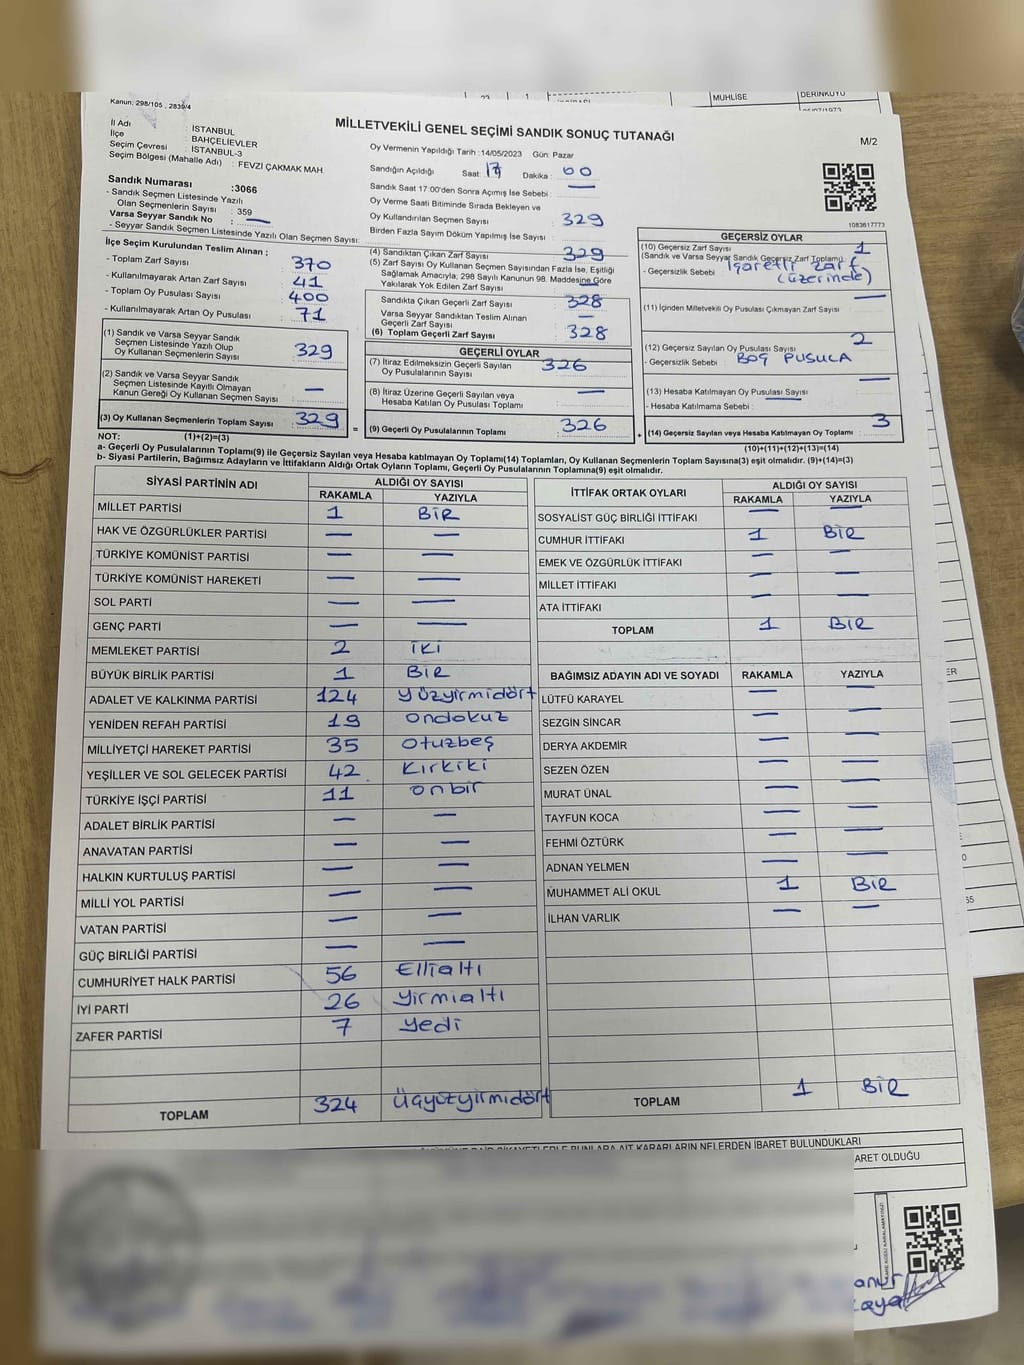 MUHLİSE
DERİNKUYU
Kanun: 298/105 , 2839/4
MİLLETVEKİLİ GENEL SEÇİMİ SANDIK SONUÇ TUTANAĞI
M/2
İl Adı : İSTANBUL
İlçe : BAHÇELİEVLER
Seçim Çevresi : İSTANBUL-3
Seçim Bölgesi (Mahalle Adı) : FEVZİ ÇAKMAK MAH
Sandık Numarası :3066
- Sandık Seçmen Listesinde Yazılı
Olan Seçmenlerin Sayısı : 359
Varsa Seyyar Sandık No : —
- Seyyar Sandık Seçmen Listesinde Yazılı Olan Seçmen Sayısı:
Oy Vermenin Yapıldığı Tarih :14/05/2023 Gün: Pazar
Sandığın Açıldığı Saat: 17 Dakika: 00
Sandık Saat 17:00'den Sonra Açımış İse Sebebi : —
Oy Verme Saati Bitiminde Sırada Bekleyen ve
Oy Kullandırılan Seçmen Sayısı : 329
Birden Fazla Sayım Döküm Yapılmış İse Sayısı :
1083617773
İlçe Seçim Kurulundan Teslim Alınan ;
- Toplam Zarf Sayısı : 370
- Kullanılmayarak Artan Zarf Sayısı : 41
- Toplam Oy Pusulası Sayısı : 400
- Kullanılmayarak Artan Oy Pusulası : 71
(1) Sandık ve Varsa Seyyar Sandık
Seçmen Listesinde Yazılı Olup
Oy Kullanan Seçmenlerin Sayısı : 329
(2) Sandık ve Varsa Seyyar Sandık
Seçmen Listesinde Kayıtlı Olmayan
Kanun Gereği Oy Kullanan Seçmen Sayısı : —
(3) Oy Kullanan Seçmenlerin Toplam Sayısı : 329
(4) Sandıktan Çıkan Zarf Sayısı : 329
(5) Zarf Sayısı Oy Kullanan Seçmen Sayısından Fazla İse, Eşitliği
Sağlamak Amacıyla, 298 Sayılı Kanunun 98. Maddesine Göre
Yakılarak Yok Edilen Zarf Sayısı : —
Sandıkta Çıkan Geçerli Zarf Sayısı : 328
Varsa Seyyar Sandıktan Teslim Alınan
Geçerli Zarf Sayısı : —
(6) Toplam Geçerli Zarf Sayısı : 328
GEÇERLİ OYLAR
(7) İtiraz Edilmeksizin Geçerli Sayılan
Oy Pusulalarının Sayısı : 326
(8) İtiraz Üzerine Geçerli Sayılan veya
Hesaba Katılan Oy Pusulası Toplamı : —
= (9) Geçerli Oy Pusulalarının Toplamı : 326
GEÇERSİZ OYLAR
(10) Geçersiz Zarf Sayısı : 1
(Sandık ve Varsa Seyyar Sandık Geçersiz Zarf Toplamı)
- Geçersizlik Sebebi : İşaretli zarf
(üzerinde)
(11) İçinden Milletvekili Oy Pusulası Çıkmayan Zarf Sayısı : —
(12) Geçersiz Sayılan Oy Pusulası Sayısı : 2
- Geçersizlik Sebebi : BOŞ PUSULA
(13) Hesaba Katılmayan Oy Pusulası Sayısı : —
- Hesaba Katılmama Sebebi : —
+ (14) Geçersiz Sayılan veya Hesaba Katılmayan Oy Toplamı : 3
NOT: (1)+(2)=(3) (10)+(11)+(12)+(13)=(14)
a- Geçerli Oy Pusulalarının Toplamı(9) ile Geçersiz Sayılan veya Hesaba katılmayan Oy Toplamı(14) Toplamları, Oy Kullanan Seçmenlerin Toplam Sayısına(3) eşit olmalıdır. (9)+(14)=(3)
b- Siyasi Partilerin, Bağımsız Adayların ve İttifakların Aldığı Ortak Oyların Toplamı, Geçerli Oy Pusulalarının Toplamına(9) eşit olmalıdır.
SİYASİ PARTİNİN ADI ALDIĞI OY SAYISI
RAKAMLA YAZIYLA
MİLLET PARTİSİ 1 BİR
HAK VE ÖZGÜRLÜKLER PARTİSİ — —
TÜRKİYE KOMÜNİST PARTİSİ — —
TÜRKİYE KOMÜNİST HAREKETİ — —
SOL PARTİ — —
GENÇ PARTİ — —
MEMLEKET PARTİSİ 2 iki
BÜYÜK BİRLİK PARTİSİ 1 BİR
ADALET VE KALKINMA PARTİSİ 124 yüzyirmidört
YENİDEN REFAH PARTİSİ 19 ondokuz
MİLLİYETÇİ HAREKET PARTİSİ 35 otuzbeş
YEŞİLLER VE SOL GELECEK PARTİSİ 42 kırkiki
TÜRKİYE İŞÇİ PARTİSİ 11 onbir
ADALET BİRLİK PARTİSİ — —
ANAVATAN PARTİSİ — —
HALKIN KURTULUŞ PARTİSİ — —
MİLLİ YOL PARTİSİ — —
VATAN PARTİSİ — —
GÜÇ BİRLİĞİ PARTİSİ — —
CUMHURİYET HALK PARTİSİ 56 Ellialtı
İYİ PARTİ 26 yirmialtı
ZAFER PARTİSİ 7 yedi
TOPLAM 324 üçyüzyirmidört
İTTİFAK ORTAK OYLARI ALDIĞI OY SAYISI
RAKAMLA YAZIYLA
SOSYALİST GÜÇ BİRLİĞİ İTTİFAKI — —
CUMHUR İTTİFAKI 1 BİR
EMEK VE ÖZGÜRLÜK İTTİFAKI — —
MİLLET İTTİFAKI — —
ATA İTTİFAKI — —
TOPLAM 1 BİR
BAĞIMSIZ ADAYIN ADI VE SOYADI RAKAMLA YAZIYLA
LÜTFÜ KARAYEL — —
SEZGİN SİNCAR — —
DERYA AKDEMİR — —
SEZEN ÖZEN — —
MURAT ÜNAL — —
TAYFUN KOCA — —
FEHMİ ÖZTÜRK — —
ADNAN YELMEN — —
MUHAMMET ALİ OKUL 1 BİR
İLHAN VARLIK — —
TOPLAM 1 BİR
KARARLARIN NELERDEN İBARET BULUNDUKLARI
ARET OLDUĞU